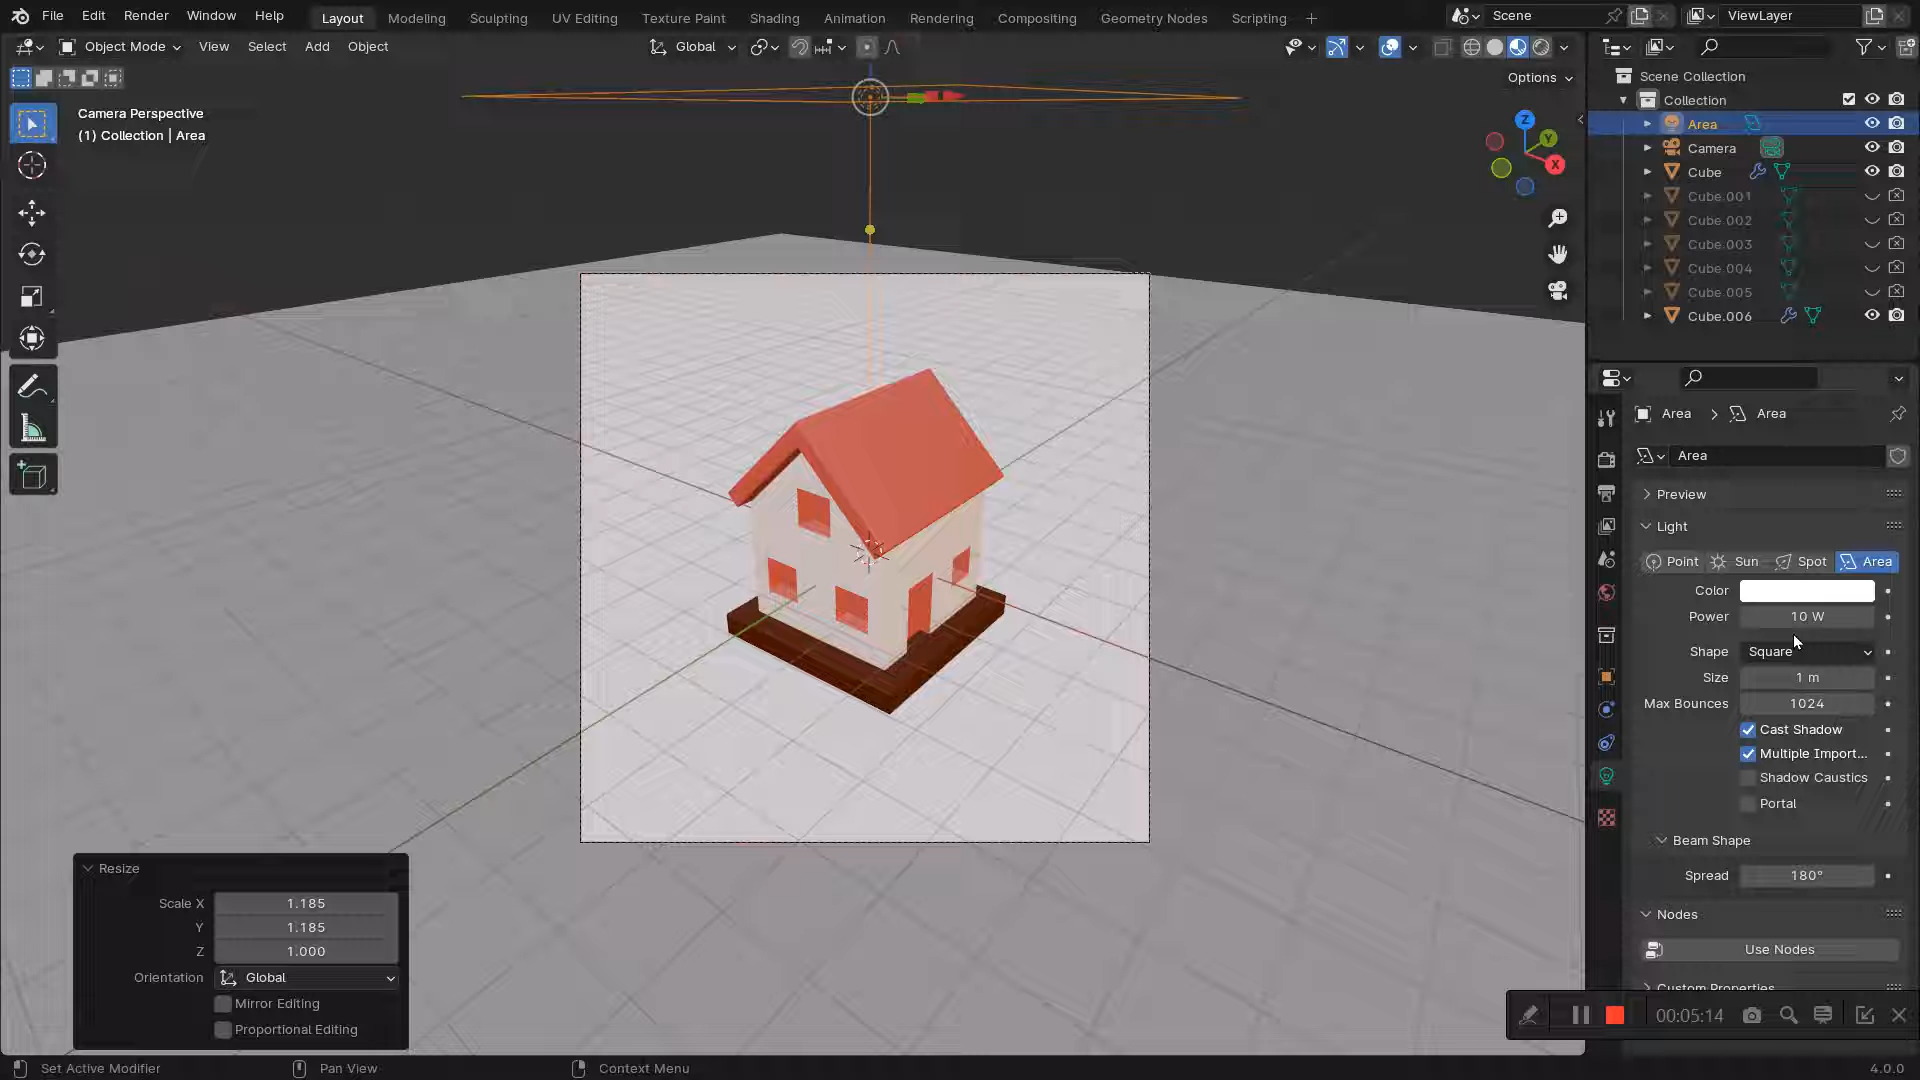 File Edit Render Window Help Layout Modeling Sculpting UV Editing Texture Paint Shading Animation Rendering Compositing Geometry Nodes Scripting + Scene ViewLayer
Object Mode View Select Add Object Global
Options
Camera Perspective
(1) Collection | Area
Z
Y
X
Scene Collection
Collection
Area
Camera
Cube
Cube.001
Cube.002
Cube.003
Cube.004
Cube.005
Cube.006
Area > Area
Area
Preview
Light
Point Sun Spot Area
Color
Power 10 W
Shape Square
Size 1 m
Max Bounces 1024
Cast Shadow
Multiple Import...
Shadow Caustics
Portal
Beam Shape
Spread 180°
Nodes
Use Nodes
Custom Properties
Resize
Scale X 1.185
Y 1.185
Z 1.000
Orientation Global
Mirror Editing
Proportional Editing
00:05:14
Set Active Modifier Pan View Context Menu 4.0.0